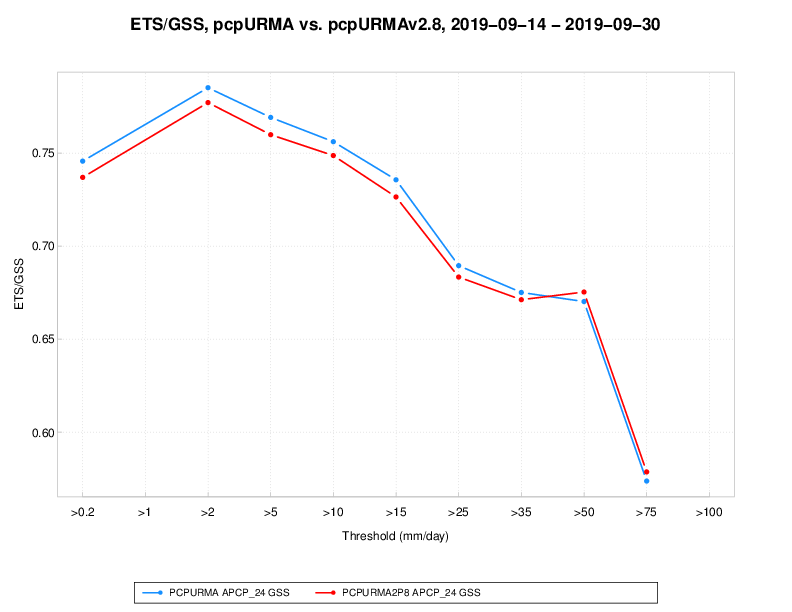 ETS/GSS, pcpURMA vs. pcpURMAv2.8, 2019−09−14 − 2019−09−30
ETS/GSS
0.75
0.70
0.65
0.60
>0.2 >1 >2 >5 >10 >15 >25 >35 >50 >75 >100
Threshold (mm/day)
PCPURMA APCP_24 GSS PCPURMA2P8 APCP_24 GSS